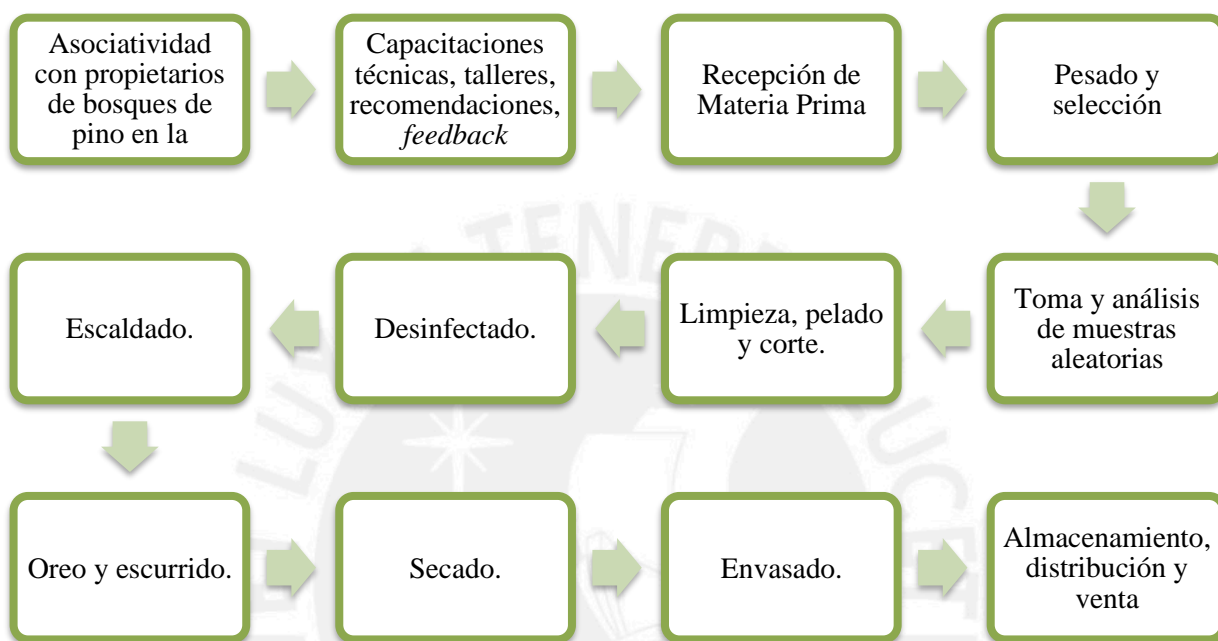 Asociatividad
con propietarios
de bosques de
pino en la
Capacitaciones
técnicas, talleres,
recomendaciones,
feedback
Recepción de
Materia Prima
Pesado y
selección
Toma y análisis
de muestras
aleatorias
Limpieza, pelado
y corte.
Desinfectado.
Escaldado.
Oreo y escurrido.
Secado.
Envasado.
Almacenamiento,
distribución y
venta